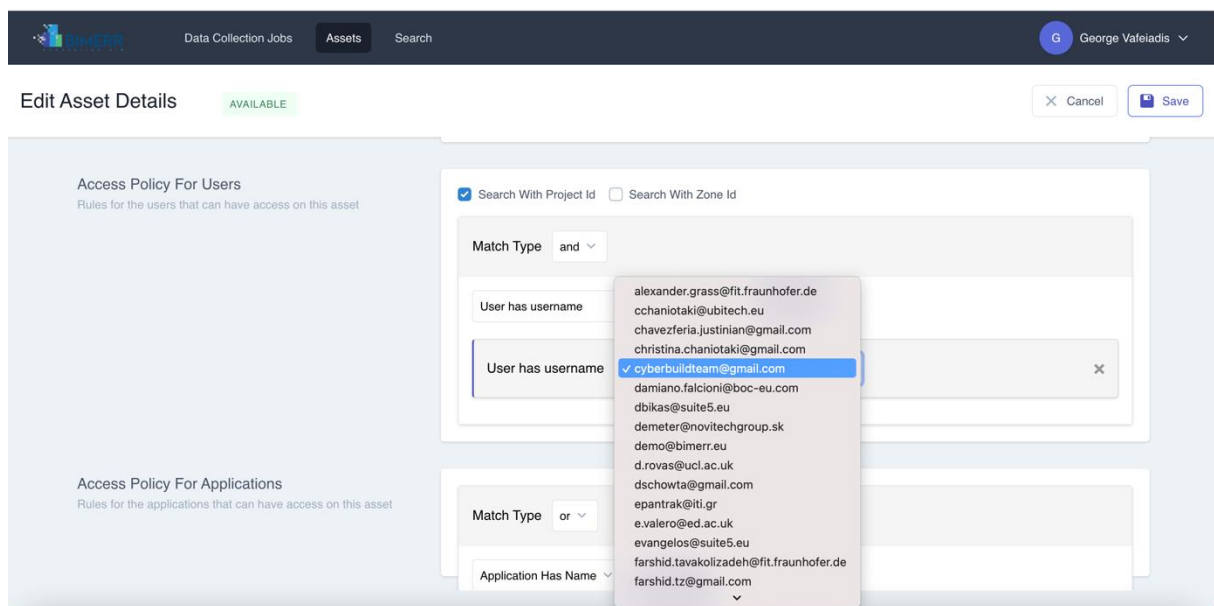 BIMERR Data Collection Jobs Assets Search G George Vafeiadis
Edit Asset Details AVAILABLE Cancel Save
Access Policy For Users
Rules for the users that can have access on this asset
Search With Project Id Search With Zone Id
Match Type and
User has username
User has username
alexander.grass@fit.fraunhofer.de
cchaniotaki@ubitech.eu
chavezferia.justinian@gmail.com
christina.chaniotaki@gmail.com
cyberbuildteam@gmail.com
damiano.falcioni@boc-eu.com
dbikas@suite5.eu
demeter@novitechgroup.sk
demo@bimerr.eu
d.rovas@ucl.ac.uk
dschowta@gmail.com
epantrak@iti.gr
e.valero@ed.ac.uk
evangelos@suite5.eu
farshid.tavakolizadeh@fit.fraunhofer.de
farshid.tz@gmail.com
Access Policy For Applications
Rules for the applications that can have access on this asset
Match Type or
Application Has Name